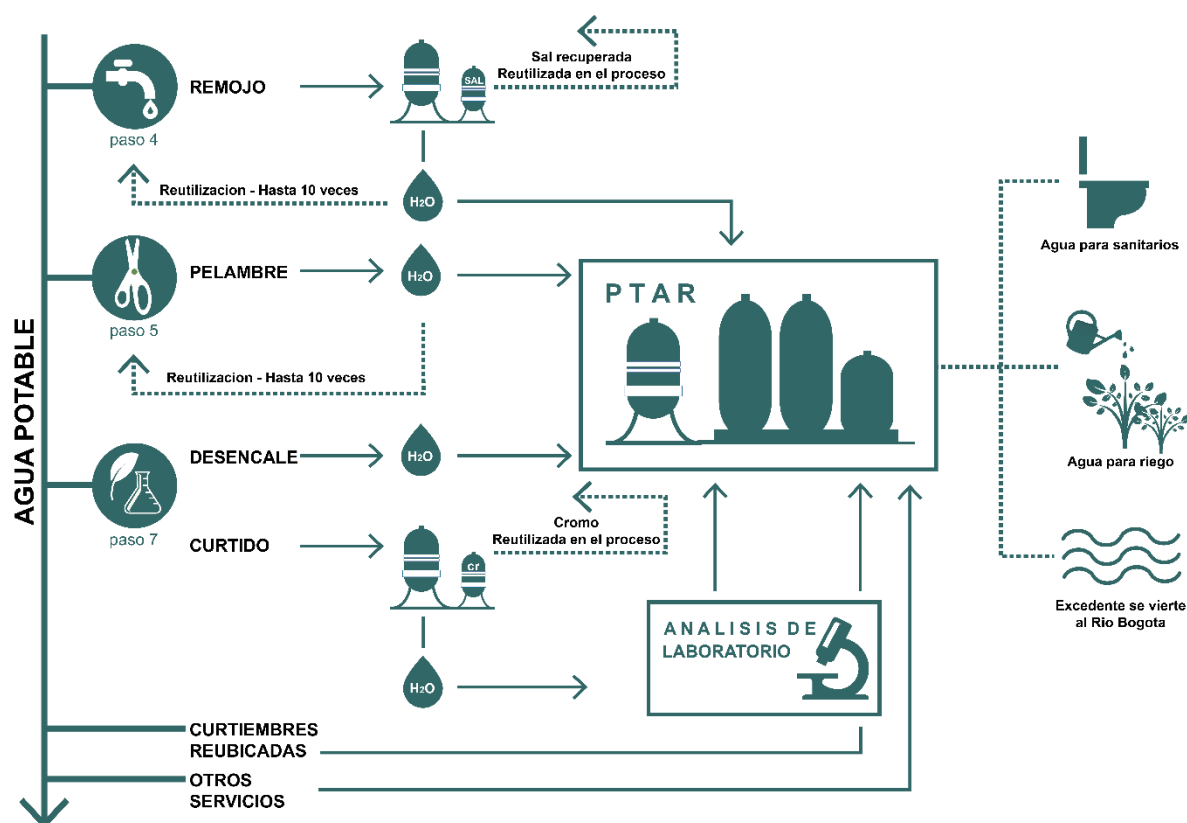 AGUA POTABLE
REMOJO
paso 4
SAL
Sal recuperada
Reutilizada en el proceso
Reutilizacion - Hasta 10 veces
H₂O
PELAMBRE
paso 5
H₂O
Reutilizacion - Hasta 10 veces
DESENCALE
H₂O
paso 7
CURTIDO
cr
Cromo
Reutilizada en el proceso
H₂O
PTAR
ANALISIS DE
LABORATORIO
CURTIEMBRES
REUBICADAS
OTROS
SERVICIOS
Agua para sanitarios
Agua para riego
Excedente se vierte
al Rio Bogota